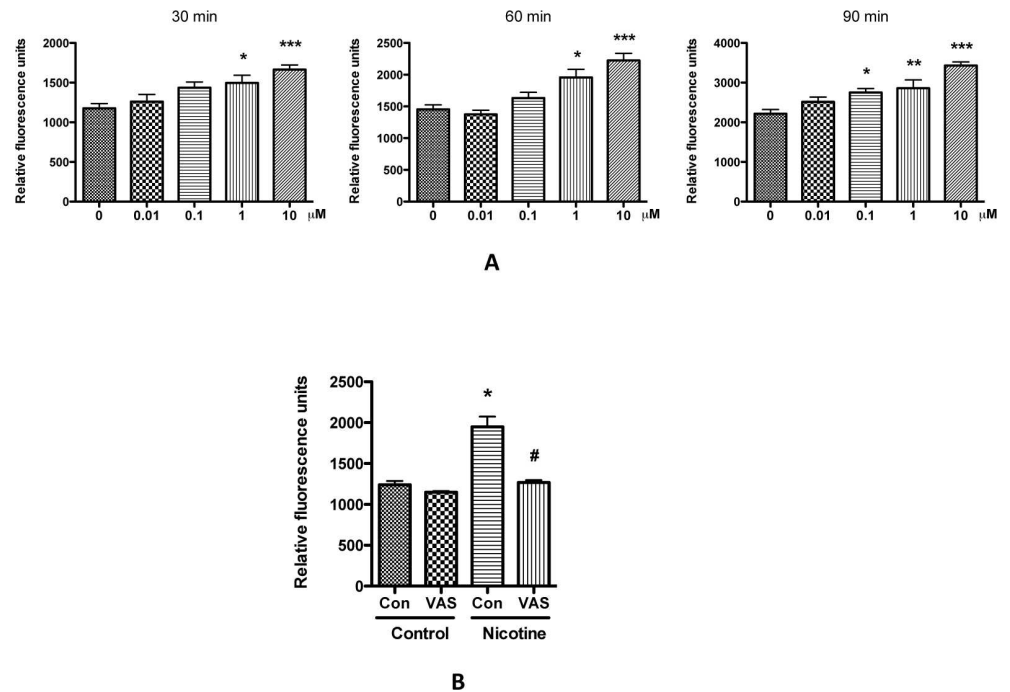 30 min
Relative fluorescence units
2000
1500
1000
500
0
* ***
0 0.01 0.1 1 10 μM
60 min
Relative fluorescence units
2500
2000
1500
1000
500
0
* ***
0 0.01 0.1 1 10 μM
90 min
Relative fluorescence units
4000
3000
2000
1000
0
* ** ***
0 0.01 0.1 1 10 μM
A
Relative fluorescence units
2500
2000
1500
1000
500
0
* #
Con VAS Con VAS
Control Nicotine
B